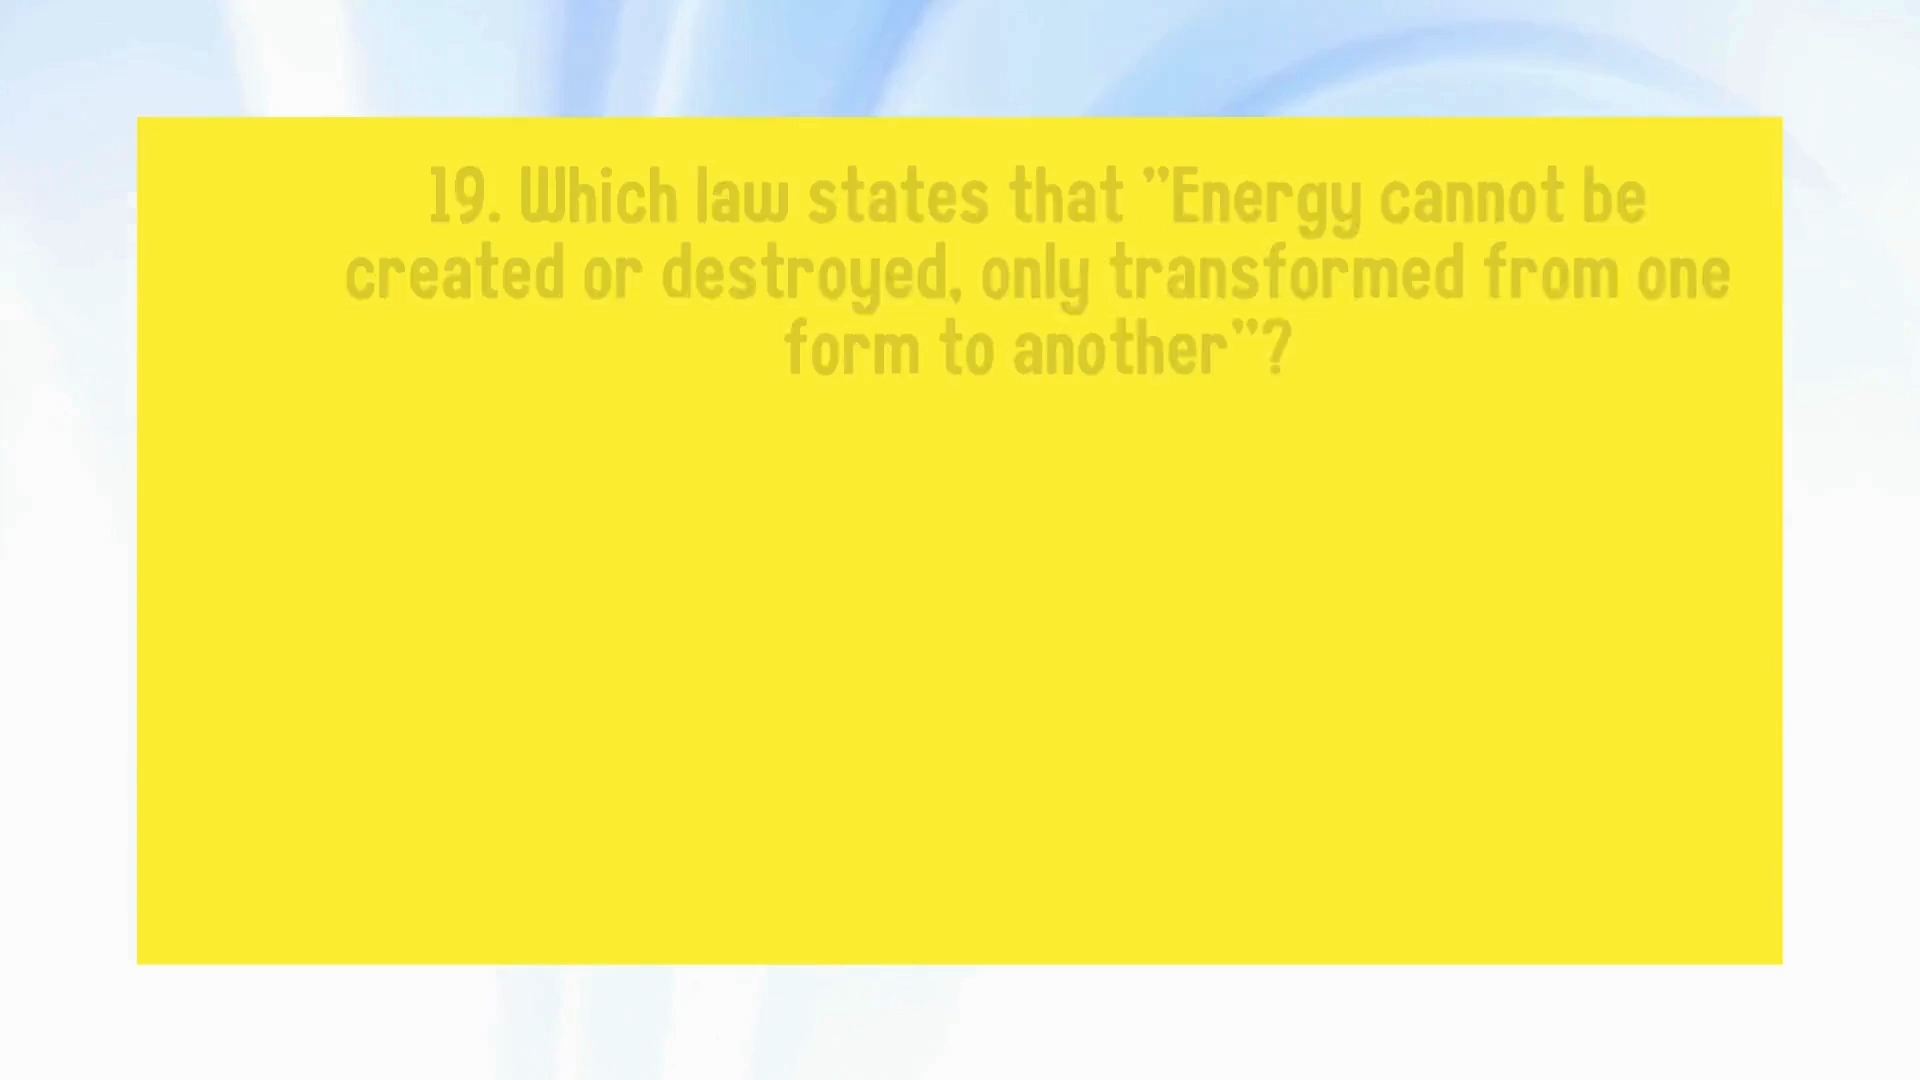 19. Which law states that "Energy cannot be
created or destroyed, only transformed from one
form to another"?